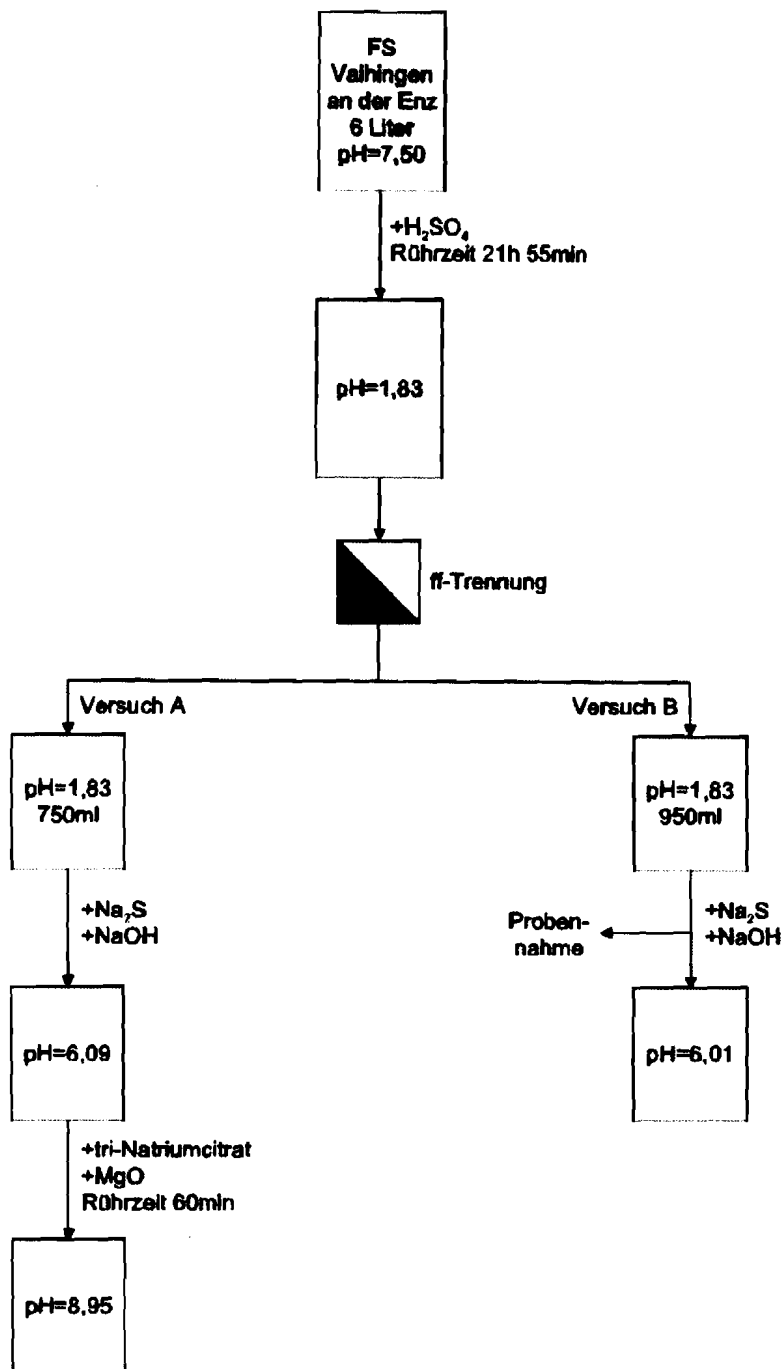 FS
Vaihingen
an der Enz
6 Liter
pH=7,50
+H₂SO₄
Rührzeit 21h 55min
pH=1,83
ff-Trennung
Versuch A
Versuch B
pH=1,83
750ml
pH=1,83
950ml
+Na₂S
+NaOH
Proben-
nahme
+Na₂S
+NaOH
pH=6,09
pH=6,01
+tri-Natriumcitrat
+MgO
Rührzeit 60min
pH=8,95